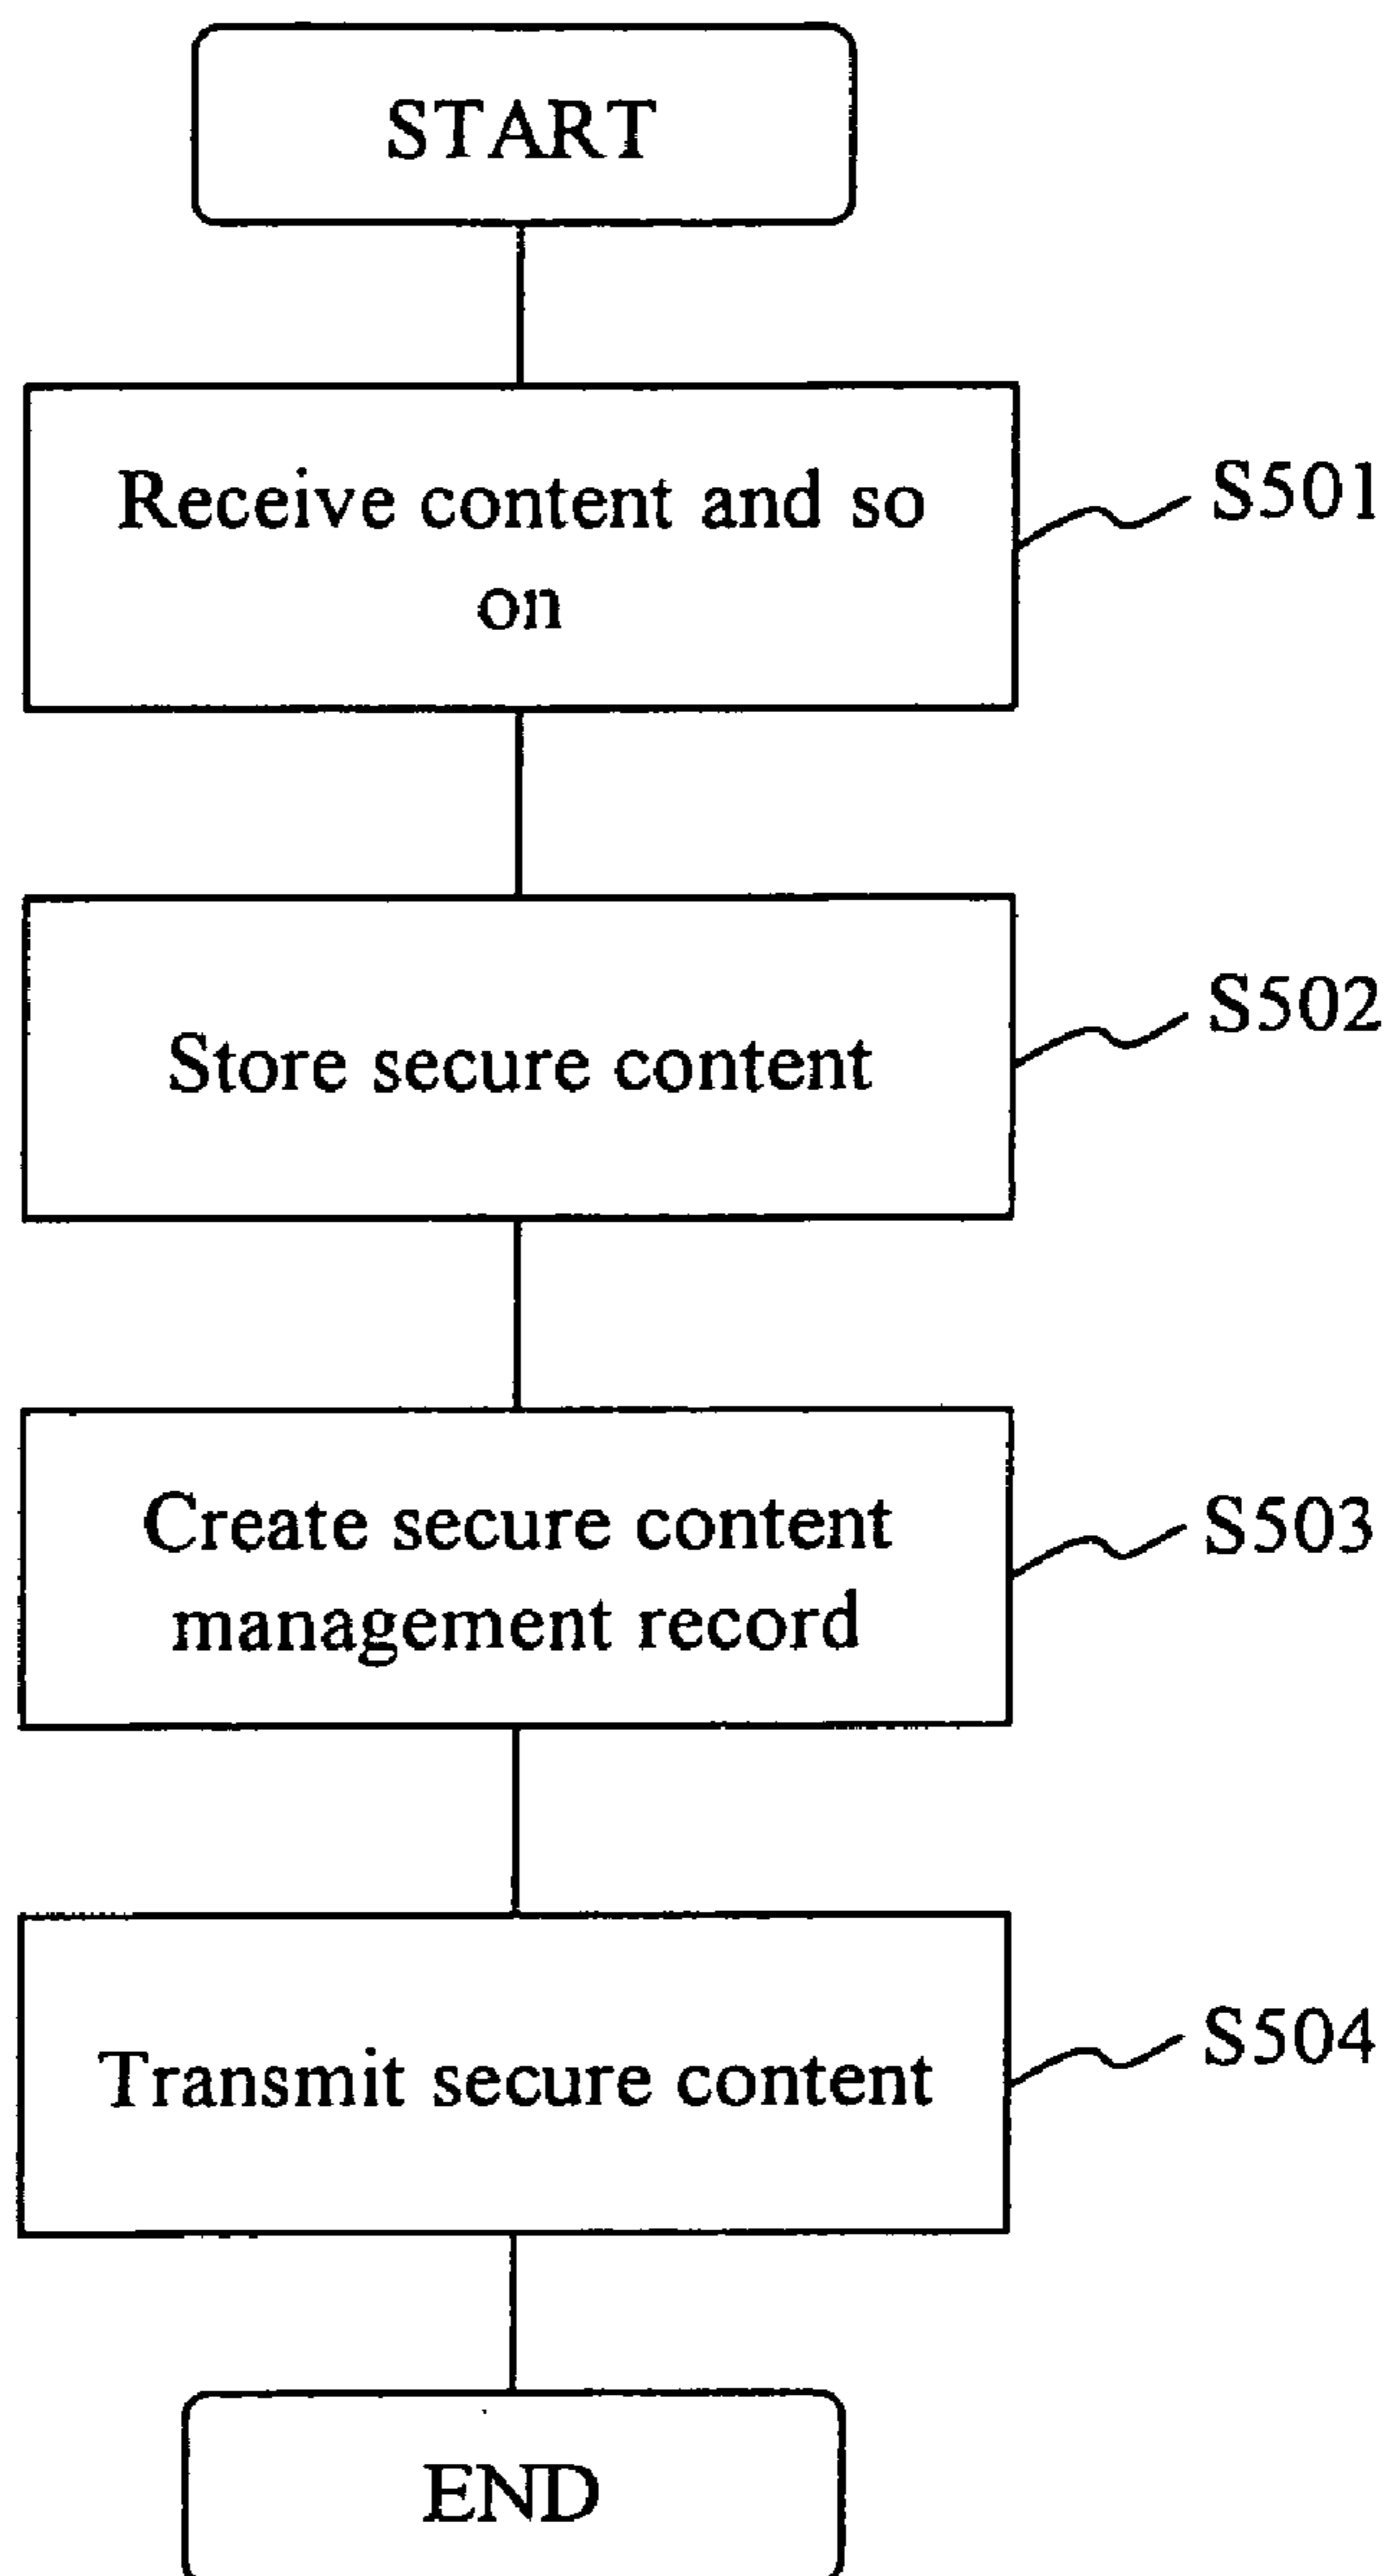 START
Receive content and so
on
S501
Store secure content
S502
Create secure content
management record
S503
Transmit secure content
S504
END